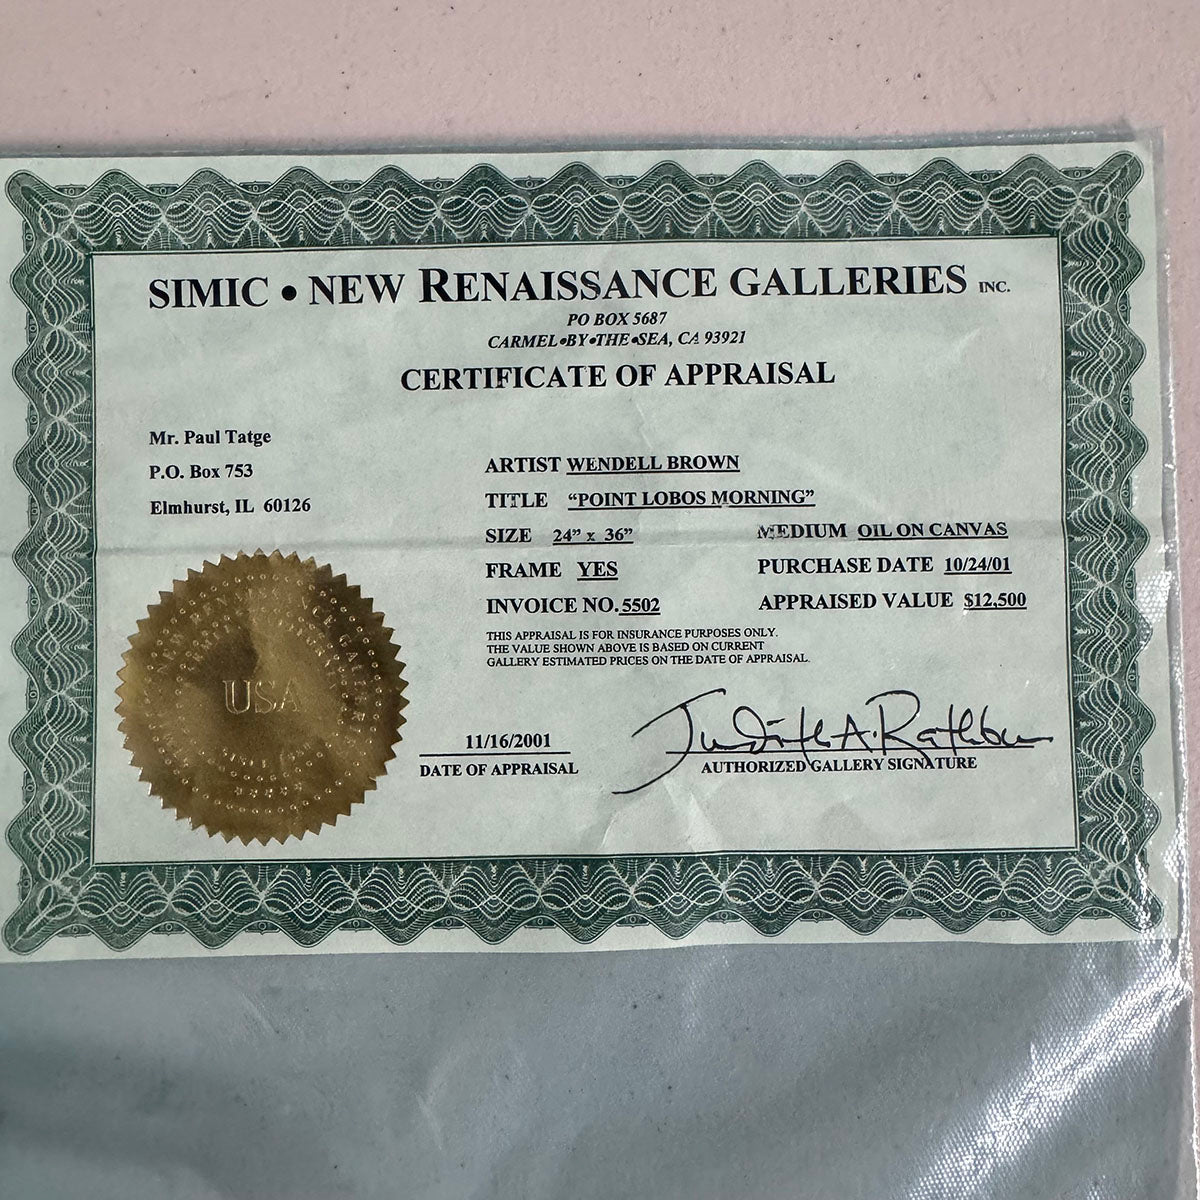 SIMIC • NEW RENAISSANCE GALLERIES INC.
PO BOX 5687
CARMEL•BY•THE•SEA, CA 93921
CERTIFICATE OF APPRAISAL
Mr. Paul Tatge
P.O. Box 753
Elmhurst, IL 60126
ARTIST WENDELL BROWN
TITLE “POINT LOBOS MORNING”
SIZE 24” x 36” MEDIUM OIL ON CANVAS
FRAME YES PURCHASE DATE 10/24/01
INVOICE NO. 5502 APPRAISED VALUE $12,500
THIS APPRAISAL IS FOR INSURANCE PURPOSES ONLY.
THE VALUE SHOWN ABOVE IS BASED ON CURRENT
GALLERY ESTIMATED PRICES ON THE DATE OF APPRAISAL.
USA
11/16/2001
DATE OF APPRAISAL
Judith A. Rathbun
AUTHORIZED GALLERY SIGNATURE